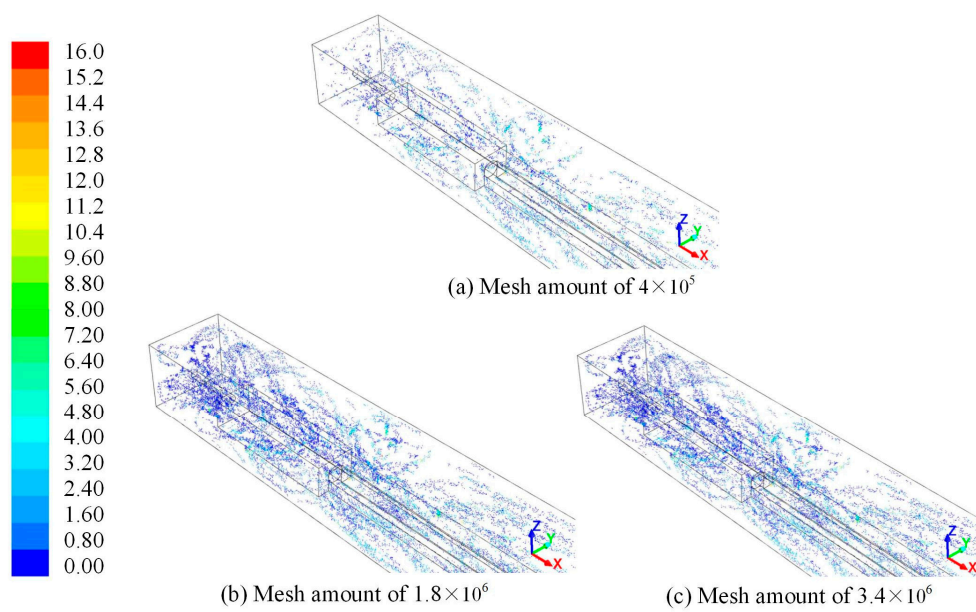 16.0
15.2
14.4
13.6
12.8
12.0
11.2
10.4
9.60
8.80
8.00
7.20
6.40
5.60
4.80
4.00
3.20
2.40
1.60
0.80
0.00
Z
Y
X
(a) Mesh amount of 4×10⁵
Z
Y
X
(b) Mesh amount of 1.8×10⁶
Z
Y
X
(c) Mesh amount of 3.4×10⁶